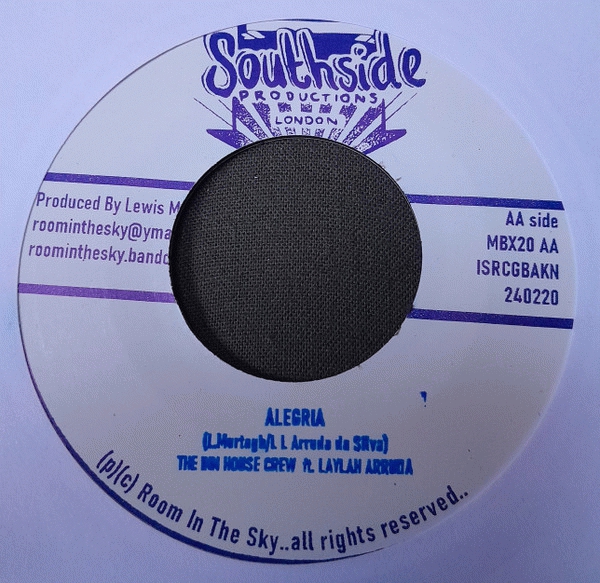 Southside
PRODUCTIONS
LONDON
Produced By Lewis M
roominthesky@yma
roominthesky.bandc
AA side
MBX20 AA
ISRCGBAKN
240220
ALEGRIA
(L.Murtagh/L L Arruda da Silva)
THE DUB HOUSE CREW ft. LAYLAH ARRUDA
(p)(c) Room In The Sky..all rights reserved..